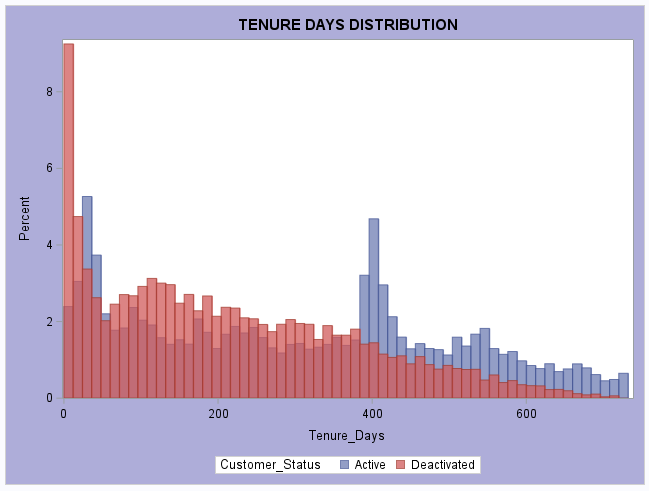 TENURE DAYS DISTRIBUTION
8
6
4
2
0
Percent
0 200 400 600
Tenure_Days
Customer_Status Active Deactivated